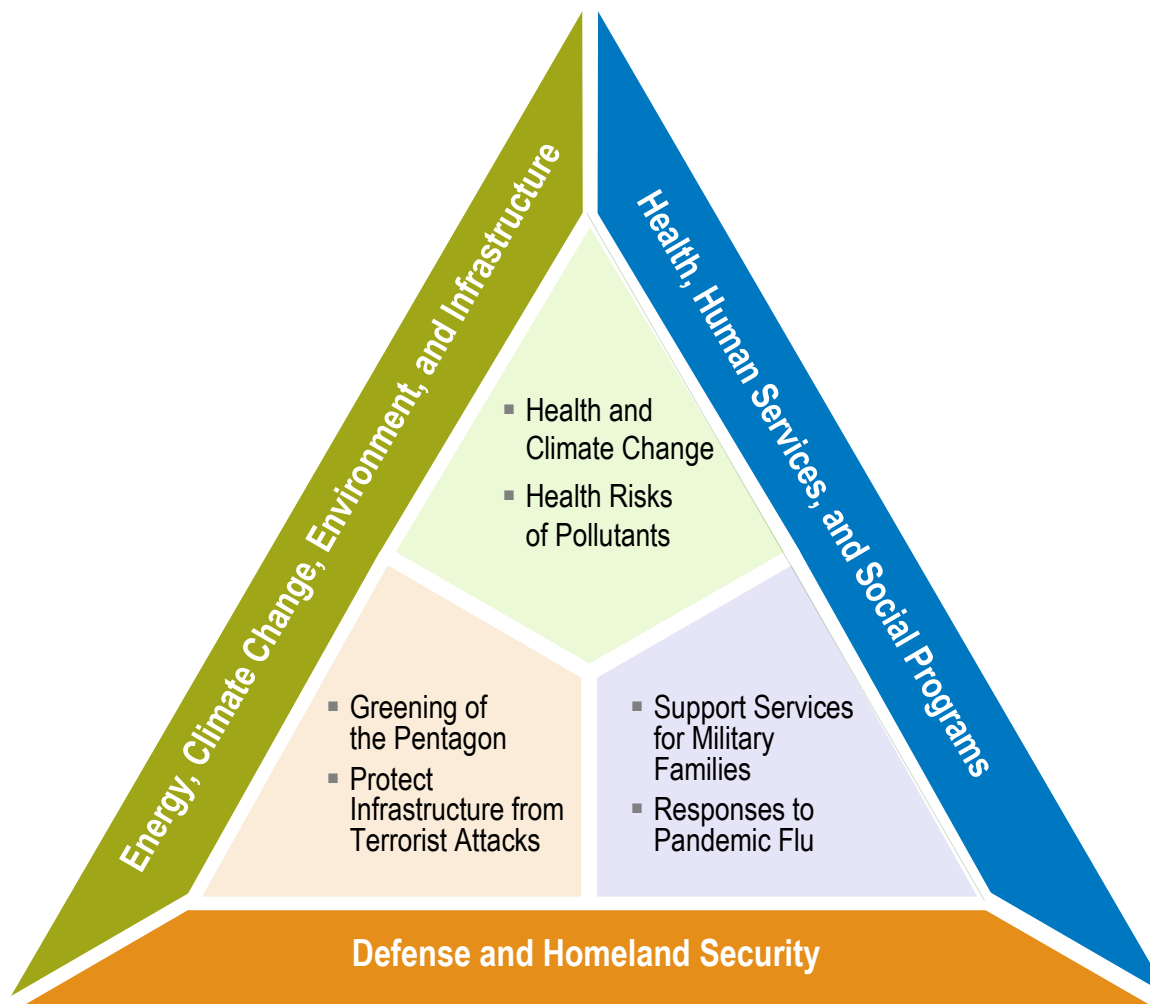 Energy, Climate Change, Environment, and Infrastructure
Health, Human Services, and Social Programs
▪ Health and
Climate Change
▪ Health Risks
of Pollutants
▪ Greening of
the Pentagon
▪ Protect
Infrastructure from
Terrorist Attacks
▪ Support Services
for Military
Families
▪ Responses to
Pandemic Flu
Defense and Homeland Security